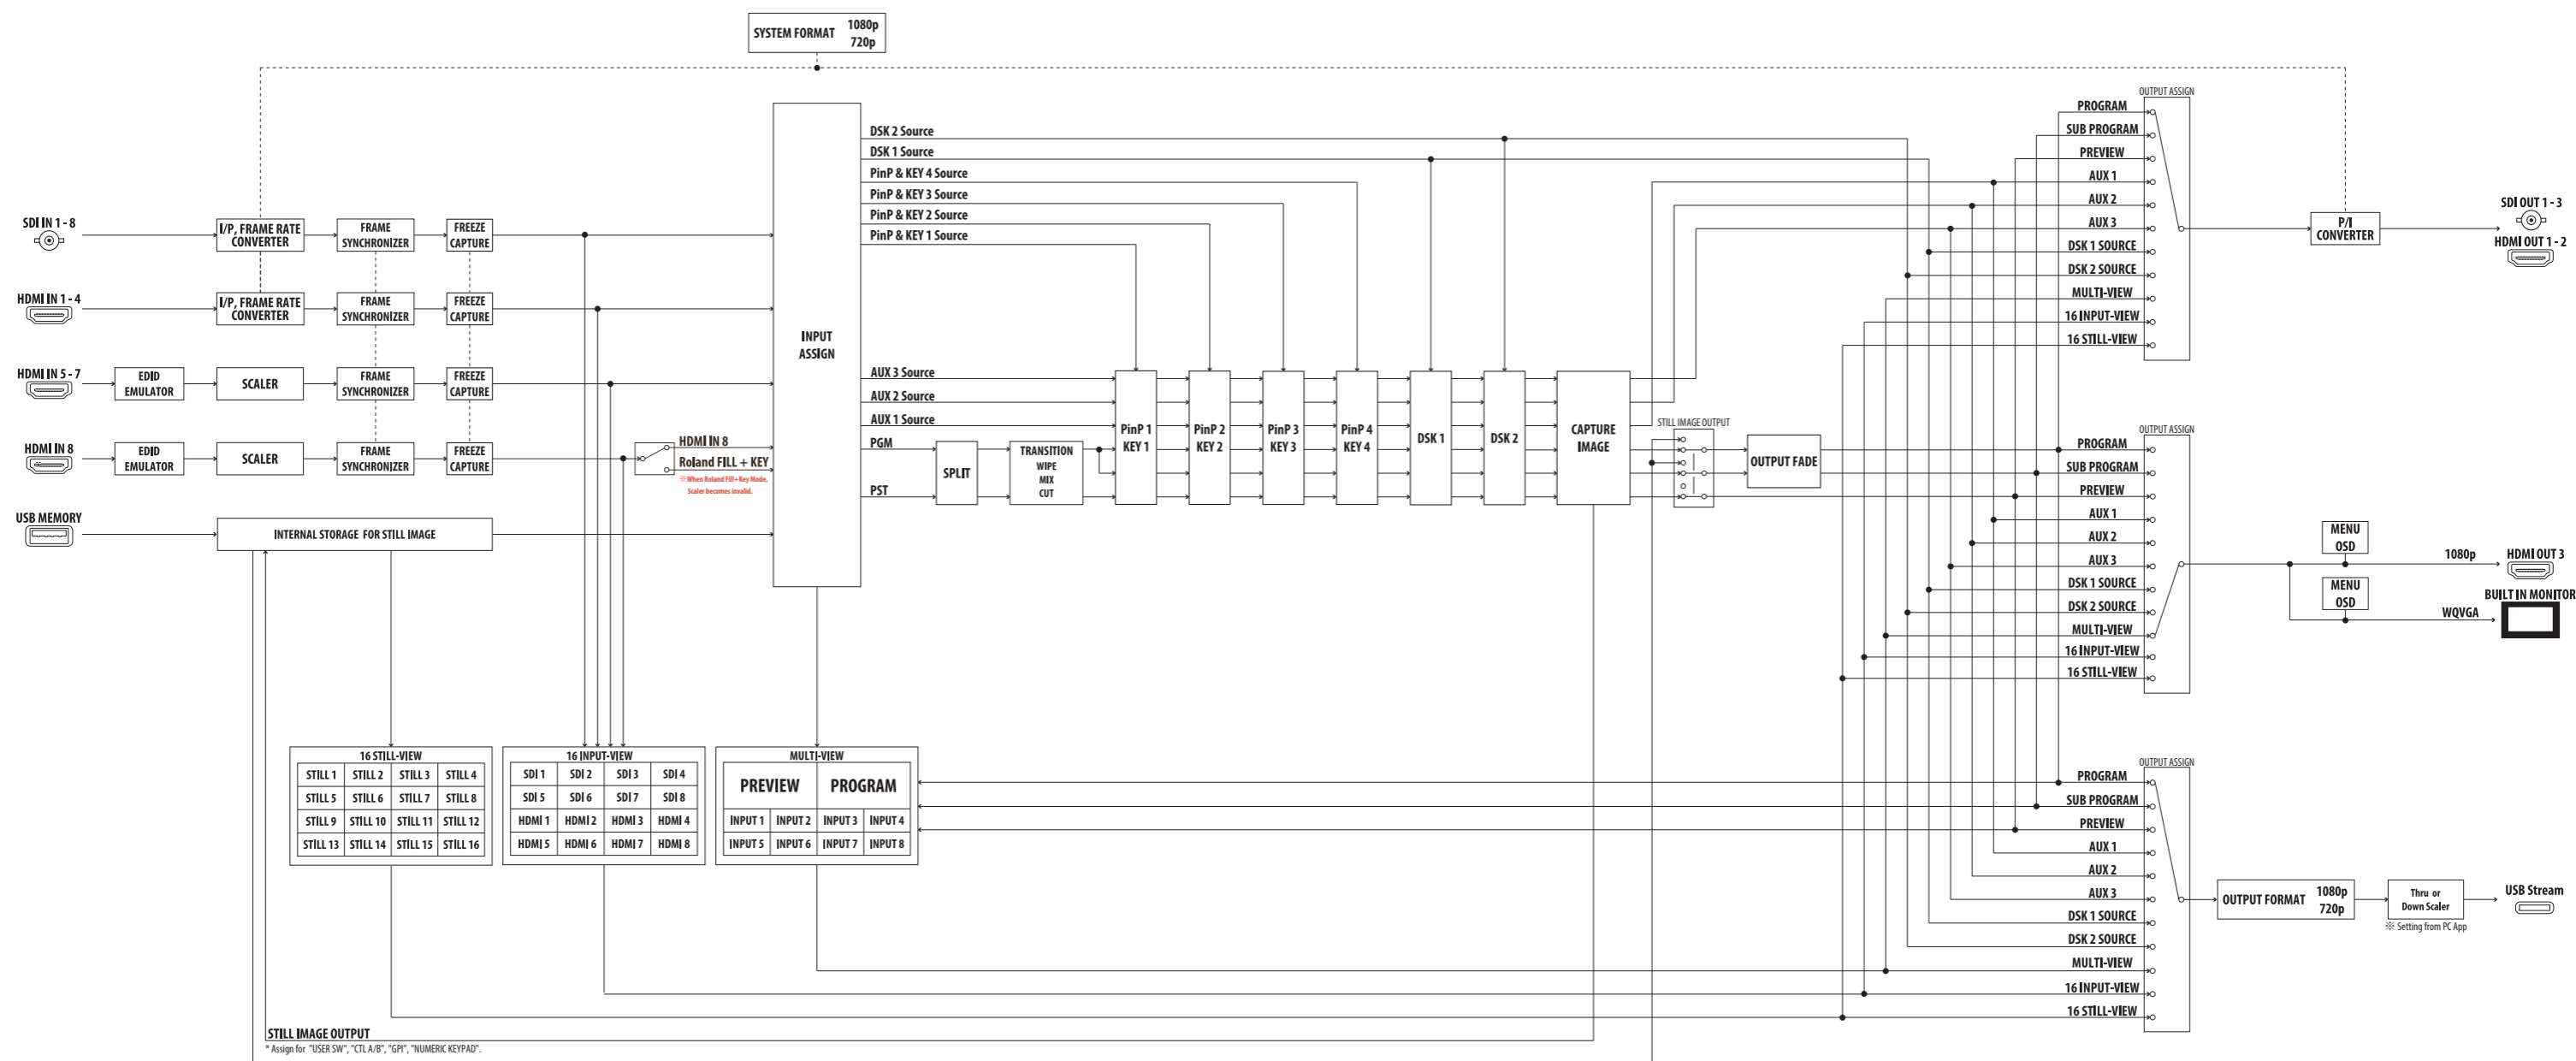 SYSTEM FORMAT 1080p
720p
SDI IN 1 - 8
I/P, FRAME RATE
CONVERTER
FRAME
SYNCHRONIZER
FREEZE
CAPTURE
HDMI IN 1 - 4
I/P, FRAME RATE
CONVERTER
FRAME
SYNCHRONIZER
FREEZE
CAPTURE
HDMI IN 5 - 7
EDID
EMULATOR
SCALER
FRAME
SYNCHRONIZER
FREEZE
CAPTURE
HDMI IN 8
EDID
EMULATOR
SCALER
FRAME
SYNCHRONIZER
FREEZE
CAPTURE
HDMI IN 8
Roland FILL + KEY
※When Roland Fill+Key Mode,
Scaler becomes invalid.
USB MEMORY
INTERNAL STORAGE FOR STILL IMAGE
INPUT
ASSIGN
DSK 2 Source
DSK 1 Source
PinP & KEY 4 Source
PinP & KEY 3 Source
PinP & KEY 2 Source
PinP & KEY 1 Source
AUX 3 Source
AUX 2 Source
AUX 1 Source
PGM
PST
SPLIT
TRANSITION
WIPE
MIX
CUT
PinP 1
KEY 1
PinP 2
KEY 2
PinP 3
KEY 3
PinP 4
KEY 4
DSK 1
DSK 2
CAPTURE
IMAGE
STILL IMAGE OUTPUT
OUTPUT FADE
OUTPUT ASSIGN
PROGRAM
SUB PROGRAM
PREVIEW
AUX 1
AUX 2
AUX 3
DSK 1 SOURCE
DSK 2 SOURCE
MULTI-VIEW
16 INPUT-VIEW
16 STILL-VIEW
P/I
CONVERTER
SDI OUT 1 - 3
HDMI OUT 1 - 2
OUTPUT ASSIGN
PROGRAM
SUB PROGRAM
PREVIEW
AUX 1
AUX 2
AUX 3
DSK 1 SOURCE
DSK 2 SOURCE
MULTI-VIEW
16 INPUT-VIEW
16 STILL-VIEW
MENU
OSD
1080p
HDMI OUT 3
MENU
OSD
WQVGA
BUILT IN MONITOR
16 STILL-VIEW
STILL 1 STILL 2 STILL 3 STILL 4
STILL 5 STILL 6 STILL 7 STILL 8
STILL 9 STILL 10 STILL 11 STILL 12
STILL 13 STILL 14 STILL 15 STILL 16
16 INPUT-VIEW
SDI 1 SDI 2 SDI 3 SDI 4
SDI 5 SDI 6 SDI 7 SDI 8
HDMI 1 HDMI 2 HDMI 3 HDMI 4
HDMI 5 HDMI 6 HDMI 7 HDMI 8
MULTI-VIEW
PREVIEW PROGRAM
INPUT 1 INPUT 2 INPUT 3 INPUT 4
INPUT 5 INPUT 6 INPUT 7 INPUT 8
OUTPUT ASSIGN
PROGRAM
SUB PROGRAM
PREVIEW
AUX 1
AUX 2
AUX 3
DSK 1 SOURCE
DSK 2 SOURCE
MULTI-VIEW
16 INPUT-VIEW
16 STILL-VIEW
OUTPUT FORMAT 1080p
720p
Thru or
Down Scaler
※ Setting from PC App
USB Stream
STILL IMAGE OUTPUT
* Assign for "USER SW", "CTL A/B", "GPI", "NUMERIC KEYPAD".